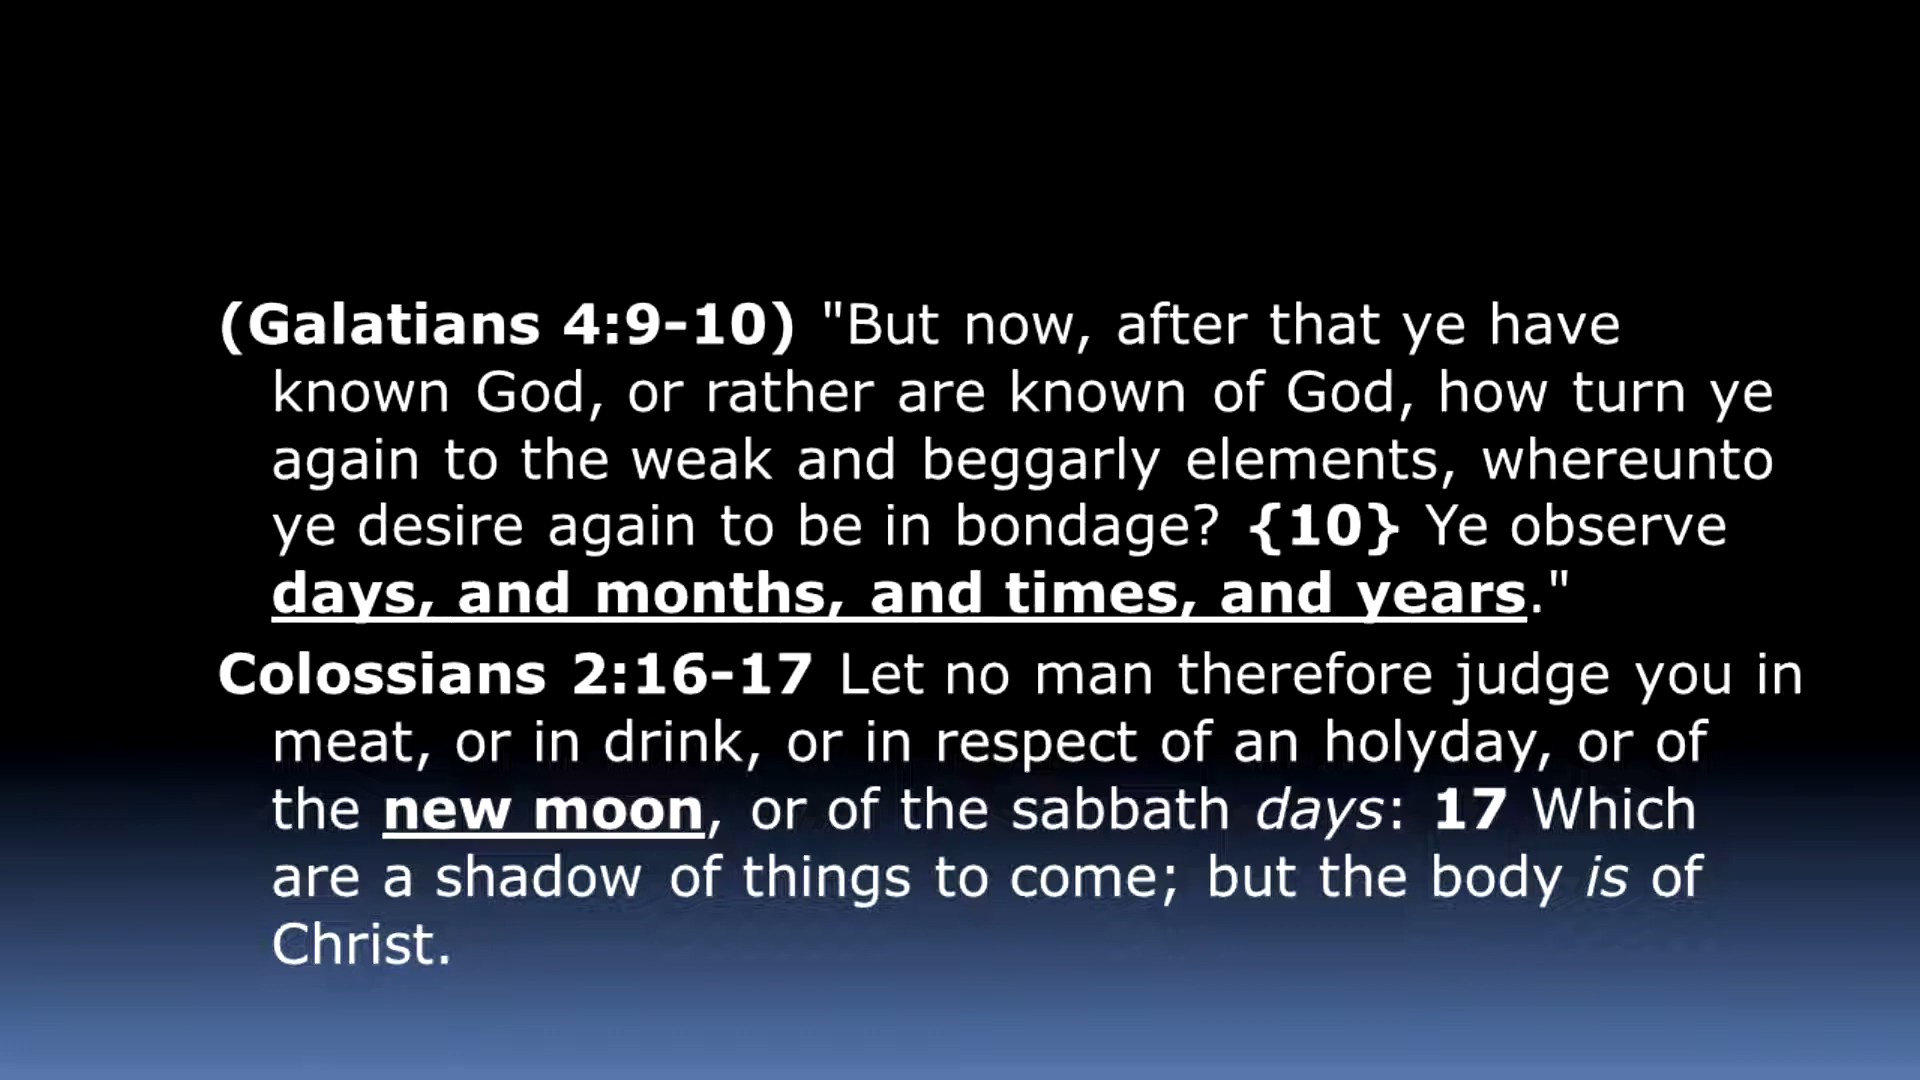 (Galatians 4:9-10) "But now, after that ye have
known God, or rather are known of God, how turn ye
again to the weak and beggarly elements, whereunto
ye desire again to be in bondage? {10} Ye observe
days, and months, and times, and years."
Colossians 2:16-17 Let no man therefore judge you in
meat, or in drink, or in respect of an holyday, or of
the new moon, or of the sabbath days: 17 Which
are a shadow of things to come; but the body is of
Christ.